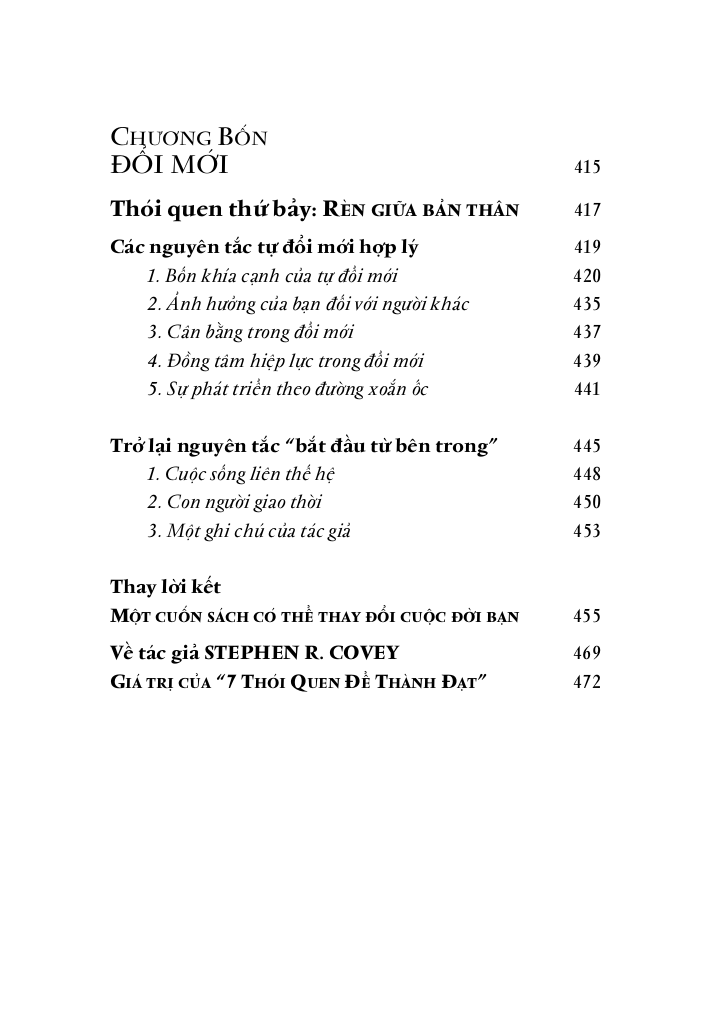 CHƯƠNG BỐN
ĐỔI MỚI 415
Thói quen thứ bảy: RÈN GIŨA BẢN THÂN 417
Các nguyên tắc tự đổi mới hợp lý 419
1. Bốn khía cạnh của tự đổi mới 420
2. Ảnh hưởng của bạn đối với người khác 435
3. Cân bằng trong đổi mới 437
4. Đồng tâm hiệp lực trong đổi mới 439
5. Sự phát triển theo đường xoắn ốc 441
Trở lại nguyên tắc “bắt đầu từ bên trong” 445
1. Cuộc sống liên thế hệ 448
2. Con người giao thời 450
3. Một ghi chú của tác giả 453
Thay lời kết
MỘT CUỐN SÁCH CÓ THỂ THAY ĐỔI CUỘC ĐỜI BẠN 455
Về tác giả STEPHEN R. COVEY 469
GIÁ TRỊ CỦA “7 THÓI QUEN ĐỂ THÀNH ĐẠT” 472